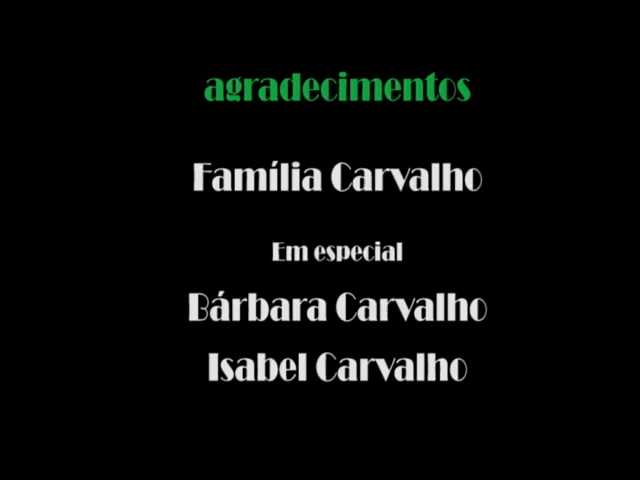 agradecimentos
Família Carvalho
Em especial
Bárbara Carvalho
Isabel Carvalho